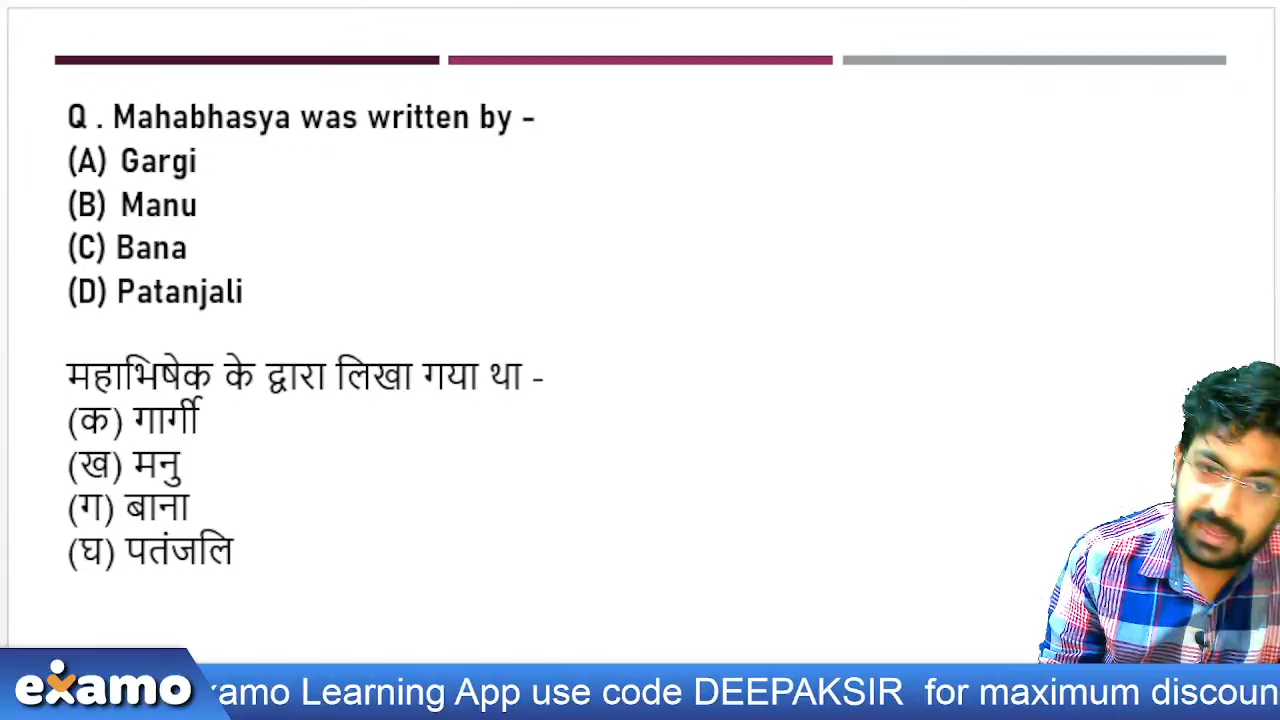 Q . Mahabhasya was written by -
(A) Gargi
(B) Manu
(C) Bana
(D) Patanjali
महाभिषेक के द्वारा लिखा गया था -
(क) गार्गी
(ख) मनु
(ग) बाना
(घ) पतंजलि
examo
xamo Learning App use code DEEPAKSIR for maximum discoun